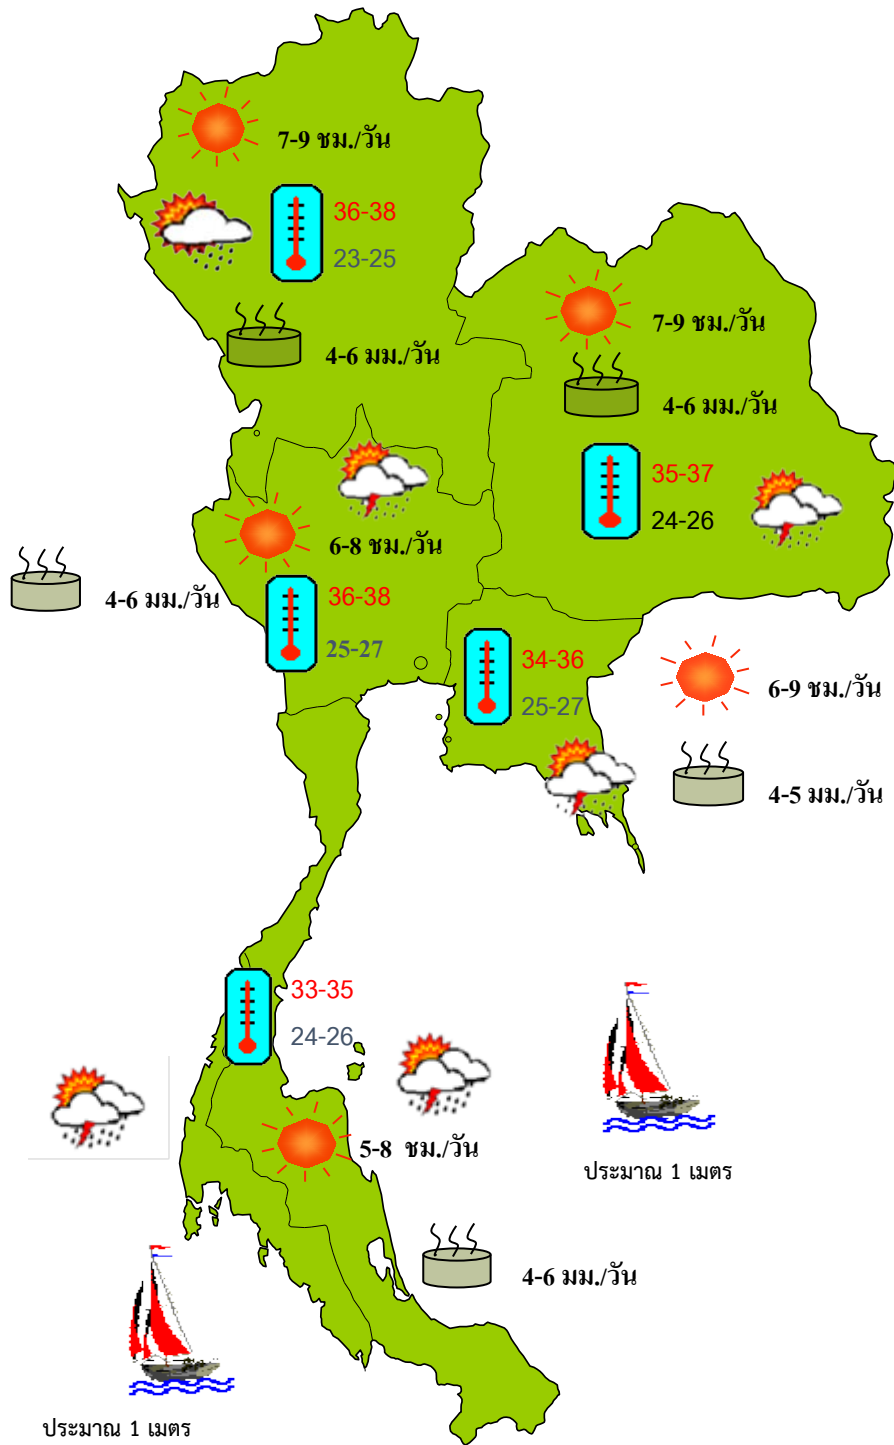 7-9 ชม./วัน
36-38
23-25
4-6 มม./วัน
7-9 ชม./วัน
4-6 มม./วัน
35-37
24-26
6-8 ชม./วัน
4-6 มม./วัน
36-38
25-27
34-36
25-27
6-9 ชม./วัน
4-5 มม./วัน
33-35
24-26
5-8 ชม./วัน
ประมาณ 1 เมตร
4-6 มม./วัน
ประมาณ 1 เมตร